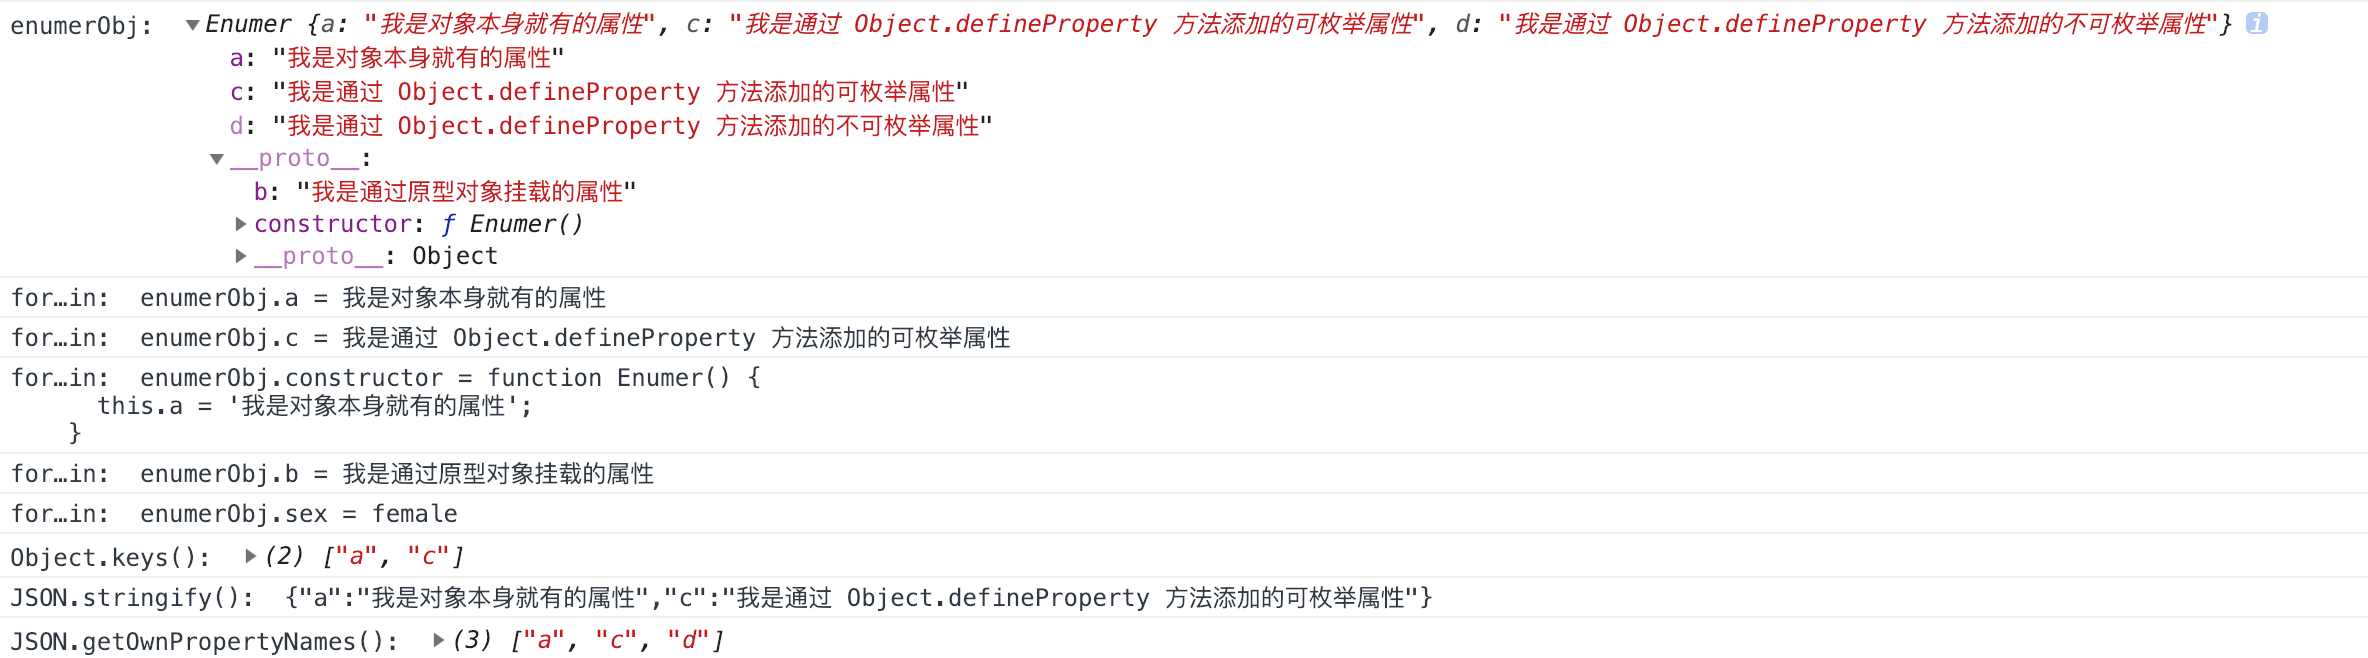 enumerObj: ▼Enumer {a: "我是对象本身就有的属性", c: "我是通过 Object.defineProperty 方法添加的可枚举属性", d: "我是通过 Object.defineProperty 方法添加的不可枚举属性"} i
a: "我是对象本身就有的属性"
c: "我是通过 Object.defineProperty 方法添加的可枚举属性"
d: "我是通过 Object.defineProperty 方法添加的不可枚举属性"
▼__proto__:
b: "我是通过原型对象挂载的属性"
▶constructor: ƒ Enumer()
▶__proto__: Object
for…in: enumerObj.a = 我是对象本身就有的属性
for…in: enumerObj.c = 我是通过 Object.defineProperty 方法添加的可枚举属性
for…in: enumerObj.constructor = function Enumer() {
this.a = '我是对象本身就有的属性';
}
for…in: enumerObj.b = 我是通过原型对象挂载的属性
for…in: enumerObj.sex = female
Object.keys(): ▶(2) ["a", "c"]
JSON.stringify(): {"a":"我是对象本身就有的属性","c":"我是通过 Object.defineProperty 方法添加的可枚举属性"}
JSON.getOwnPropertyNames(): ▶(3) ["a", "c", "d"]